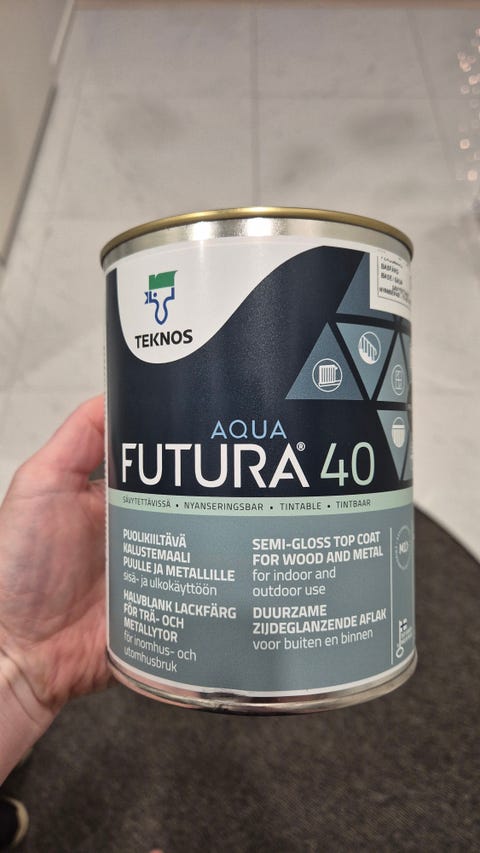 TEKNOS
AQUA
FUTURA® 40
SÄVYTETTÄVISSÄ • NYANSERINGSBAR • TINTABLE • TINTBAAR
PUOLIKIILTÄVÄ
KALUSTEMAALI
PUULLE JA METALLILLE
sisä- ja ulkokäyttöön
HALVBLANK LACKFÄRG
FÖR TRÄ- OCH
METALLYTOR
för inomhus- och
utomhusbruk
SEMI-GLOSS TOP COAT
FOR WOOD AND METAL
for indoor and
outdoor use
DUURZAME
ZIJDEGLANZENDE AFLAK
voor buiten en binnen